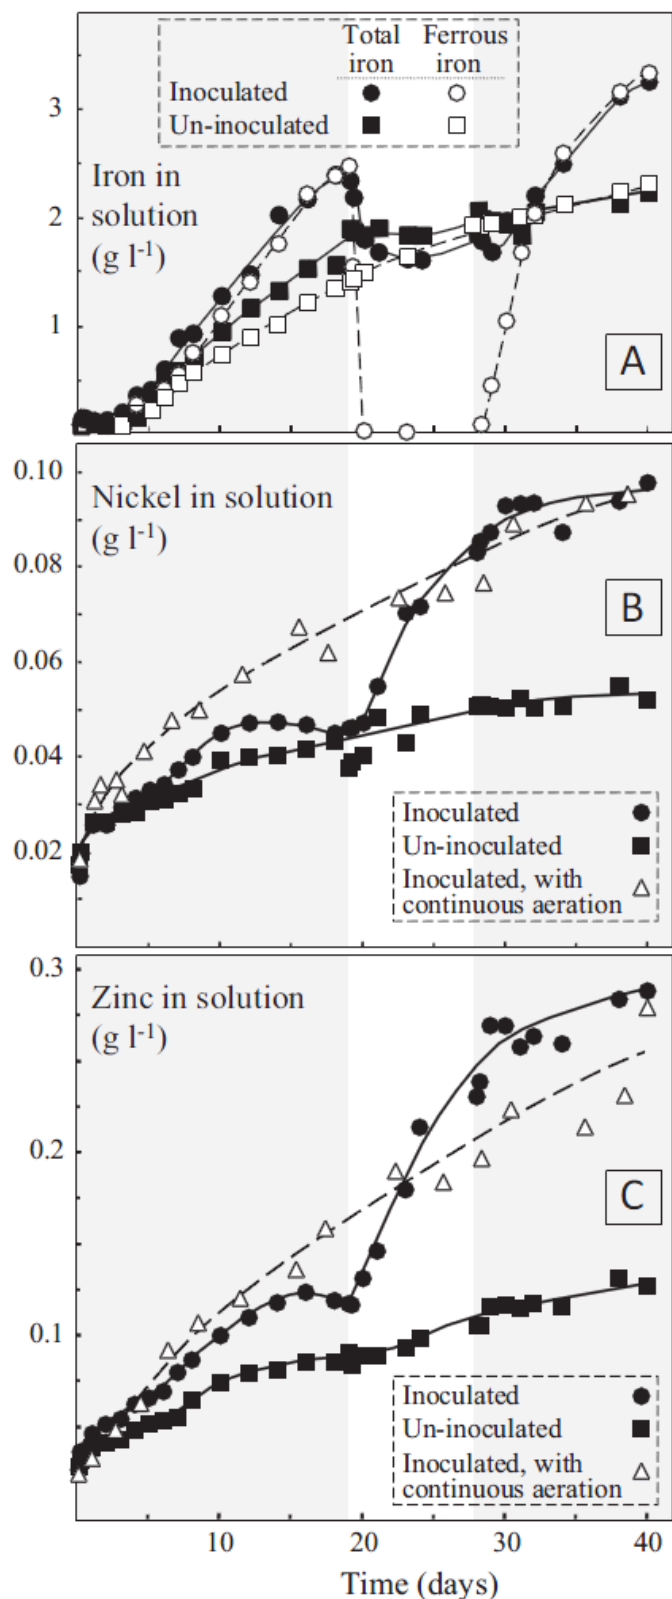 Total Ferrous
iron iron
Inoculated
Un-inoculated
3
Iron in
solution
(g l-1)
2
1
A
0.10
Nickel in solution
(g l-1)
0.08
B
0.06
0.04
Inoculated
Un-inoculated
Inoculated, with
continuous aeration
0.02
0.3
Zinc in solution
(g l-1)
0.2
C
0.1
Inoculated
Un-inoculated
Inoculated, with
continuous aeration
10 20 30 40
Time (days)